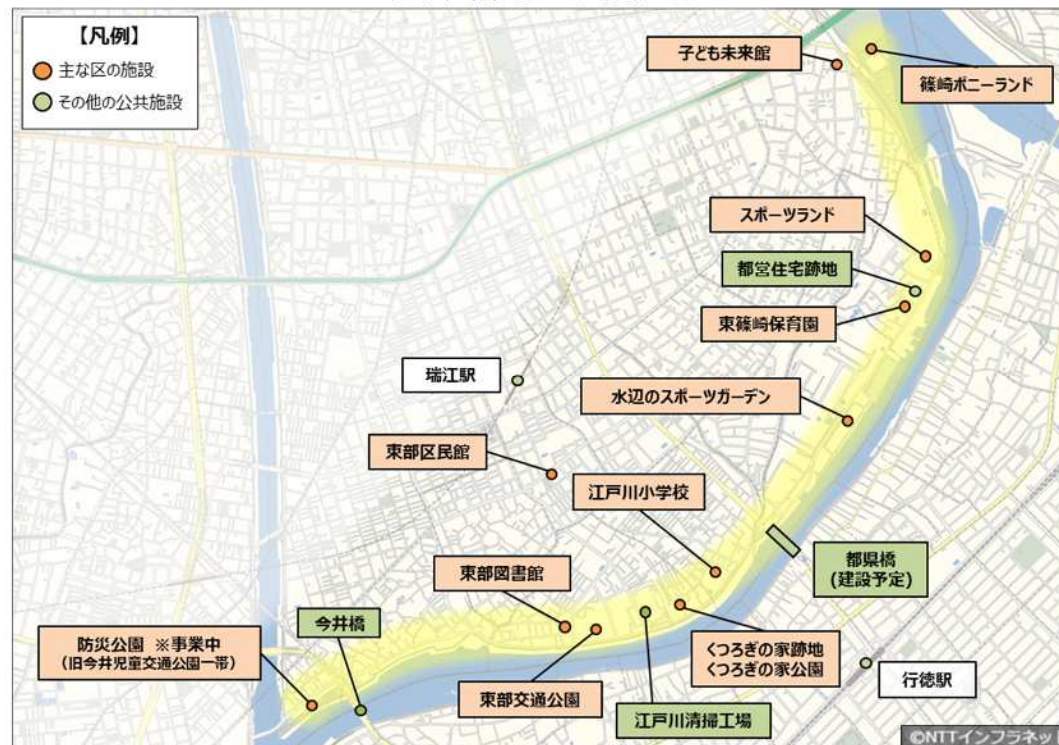 【凡例】
主な区の施設
その他の公共施設
子ども未来館
篠崎ポニーランド
スポーツランド
都営住宅跡地
東篠崎保育園
瑞江駅
水辺のスポーツガーデン
東部区民館
江戸川小学校
都県橋
(建設予定)
東部図書館
今井橋
防災公園 ※事業中
(旧今井児童交通公園一帯)
くつろぎの家跡地
くつろぎの家公園
行徳駅
東部交通公園
江戸川清掃工場
©NTTインフラネッ